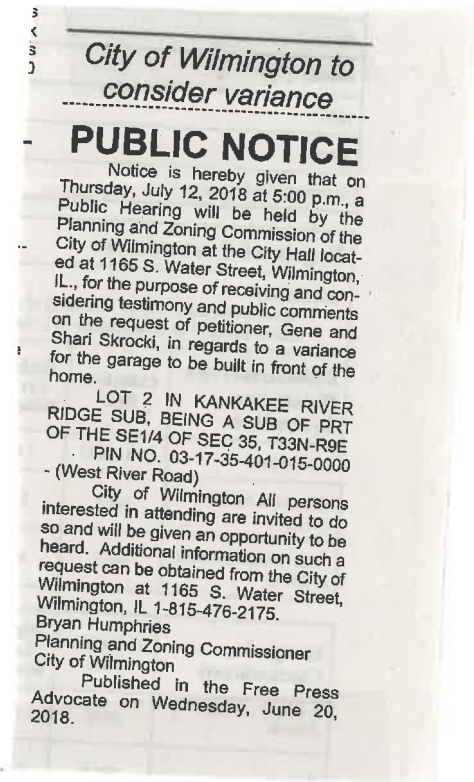 s
k
s
0
City of Wilmington to
consider variance
PUBLIC NOTICE
Notice is hereby given that on
Thursday, July 12, 2018 at 5:00 p.m., a
Public Hearing will be held by the
Planning and Zoning Commission of the
City of Wilmington at the City Hall locat-
ed at 1165 S. Water Street, Wilmington,
IL., for the purpose of receiving and con-
sidering testimony and public comments
on the request of petitioner, Gene and
Shari Skrocki, in regards to a variance
for the garage to be built in front of the
home.
LOT 2 IN KANKAKEE RIVER
RIDGE SUB, BEING A SUB OF PRT
OF THE SE1/4 OF SEC 35, T33N-R9E
PIN NO. 03-17-35-401-015-0000
- (West River Road)
City of Wilmington All persons
interested in attending are invited to do
so and will be given an opportunity to be
heard. Additional information on such a
request can be obtained from the City of
Wilmington at 1165 S. Water Street,
Wilmington, IL 1-815-476-2175.
Bryan Humphries
Planning and Zoning Commissioner
City of Wilmington
Published in the Free Press
Advocate on Wednesday, June 20,
2018.